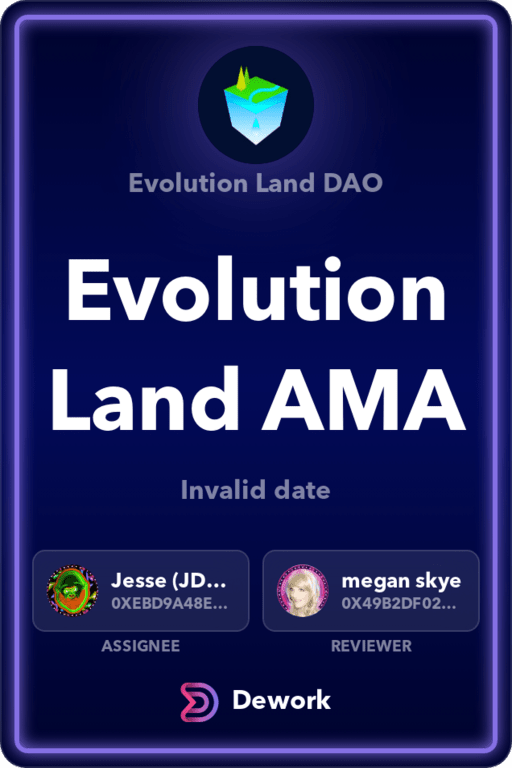 Evolution Land DAO
Evolution
Land AMA
Invalid date
Jesse (JD...
0XEBD9A48E...
ASSIGNEE
megan skye
0X49B2DF02...
REVIEWER
Dework